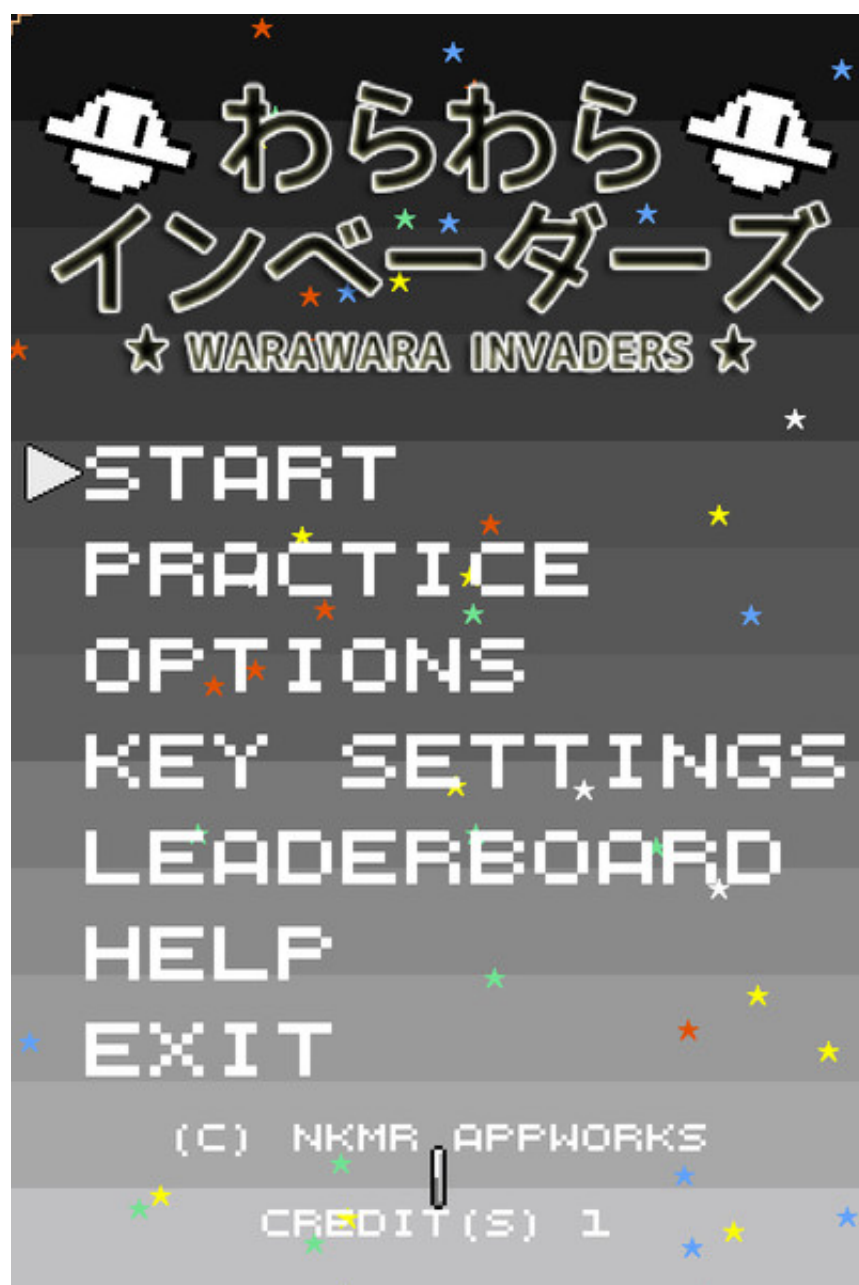 わらわら
インベーダーズ
★ WARAWARA INVADERS ★
START
PRACTICE
OPTIONS
KEY SETTINGS
LEADERBOARD
HELP
EXIT
(C) NKMR APPWORKS
CREDIT(S) 1